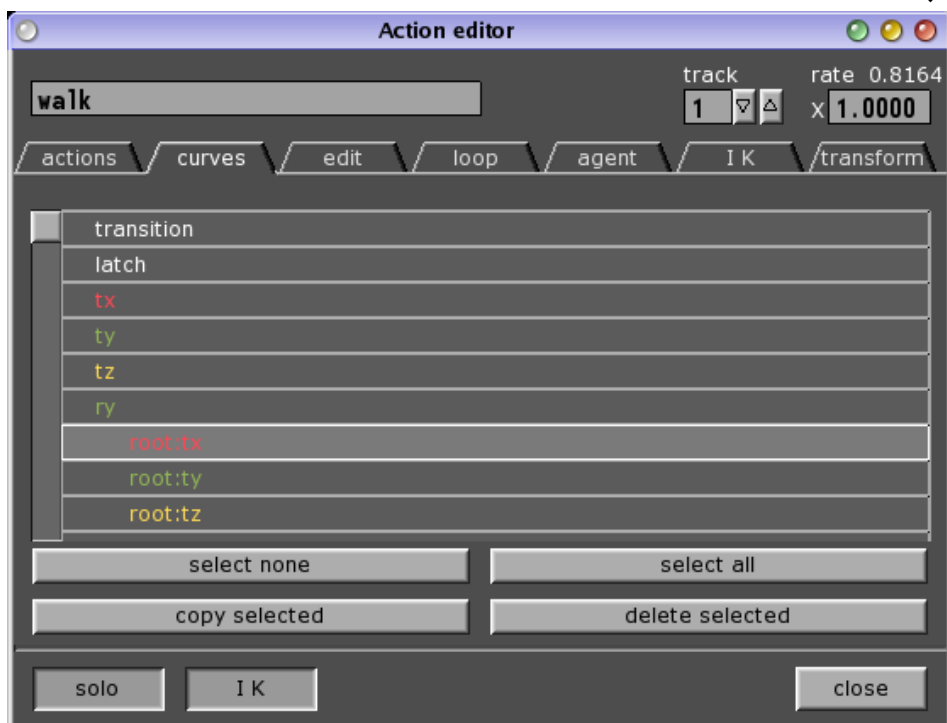 Action editor
track rate 0.8164
walk 1 X 1.0000
actions curves edit loop agent I K transform
transition
latch
tx
ty
tz
ry
root:tx
root:ty
root:tz
select none select all
copy selected delete selected
solo I K close